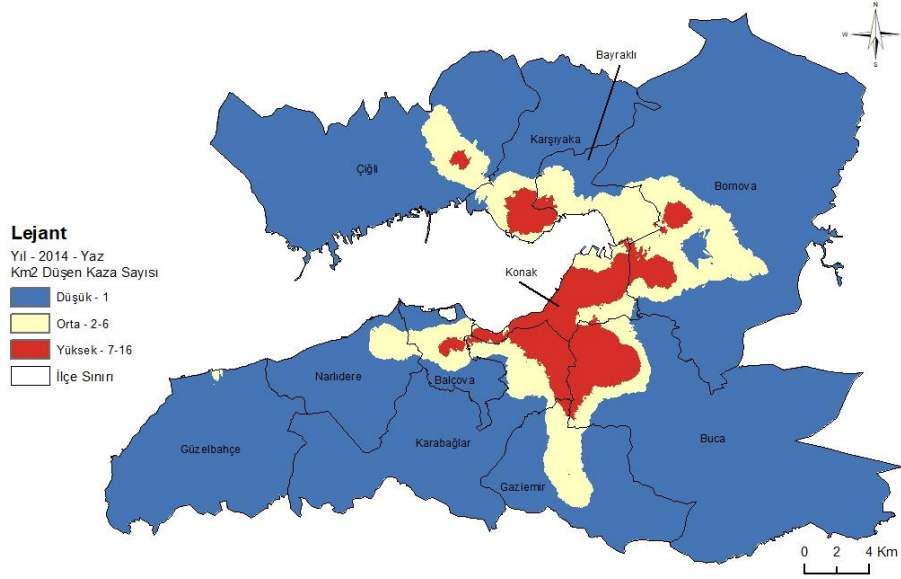 N
W E
S
Bayraklı
Karşıyaka
Çiğli
Bornova
Lejant
Yıl - 2014 - Yaz
Km2 Düşen Kaza Sayısı
Düşük - 1
Orta - 2-6
Yüksek - 7-16
İlçe Sınırı
Konak
Narlıdere
Balçova
Güzelbahçe
Karabağlar
Buca
Gaziemir
0 2 4 Km